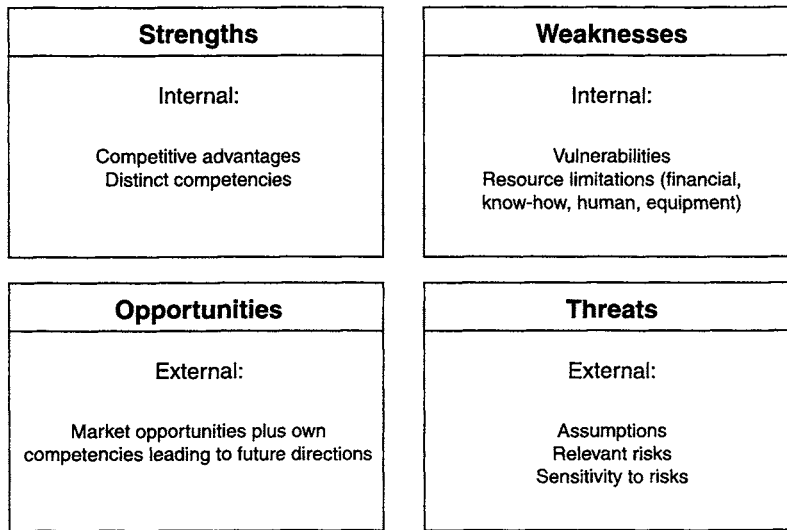 Strengths
Internal:
Competitive advantages
Distinct competencies
Weaknesses
Internal:
Vulnerabilities
Resource limitations (financial,
know-how, human, equipment)
Opportunities
External:
Market opportunities plus own
competencies leading to future directions
Threats
External:
Assumptions
Relevant risks
Sensitivity to risks